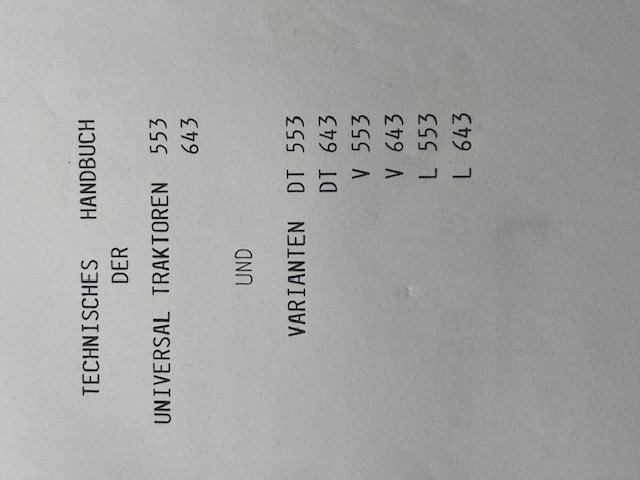 TECHNISCHES HANDBUCH
DER
UNIVERSAL TRAKTOREN 553
643
UND
VARIANTEN DT 553
DT 643
V 553
V 643
L 553
L 643